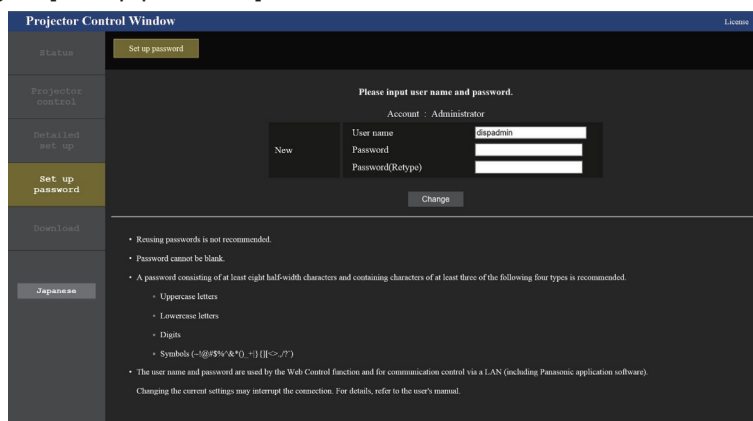 Projector Control Window
License
Status
Set up password
Projector
control
Detailed
set up
Set up
password
Download
Japanese
Please input user name and password.
Account : Administrator
New
User name
dispadmin
Password
Password(Retype)
Change
• Reusing passwords is not recommended.
• Password cannot be blank.
• A password consisting of at least eight half-width characters and containing characters of at least three of the following four types is recommended.
Uppercase letters
Lowercase letters
Digits
Symbols (~!@#$%^&*()_+|}{][<>.,/?`)
• The user name and password are used by the Web Control function and for communication control via a LAN (including Panasonic application software).
Changing the current settings may interrupt the connection. For details, refer to the user's manual.